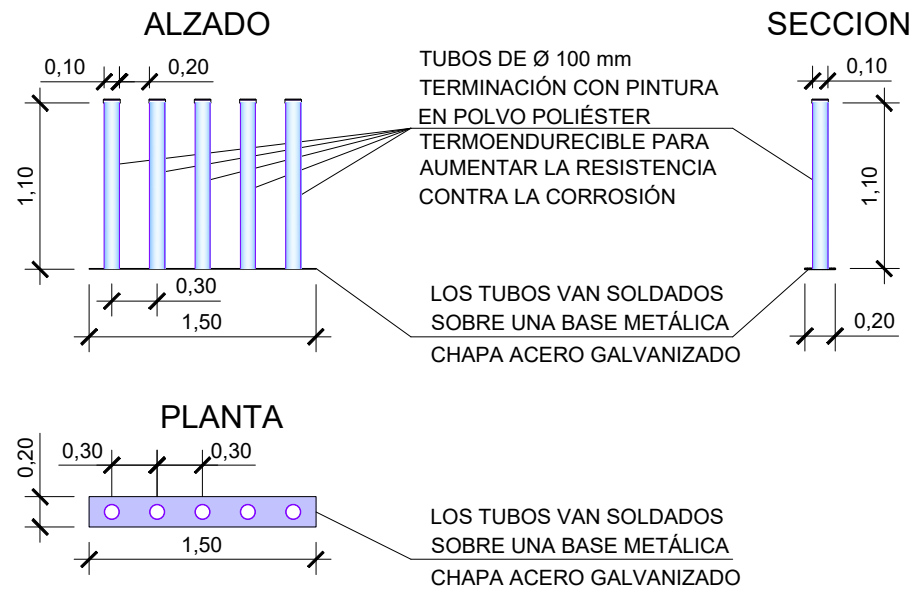 ALZADO
SECCION
0,10
0,20
TUBOS DE Ø 100 mm
TERMINACIÓN CON PINTURA
EN POLVO POLIÉSTER
TERMOENDURECIBLE PARA
AUMENTAR LA RESISTENCIA
CONTRA LA CORROSIÓN
0,10
1,10
1,10
0,30
1,50
LOS TUBOS VAN SOLDADOS
SOBRE UNA BASE METÁLICA
CHAPA ACERO GALVANIZADO
0,20
PLANTA
0,20
0,30
0,30
1,50
LOS TUBOS VAN SOLDADOS
SOBRE UNA BASE METÁLICA
CHAPA ACERO GALVANIZADO